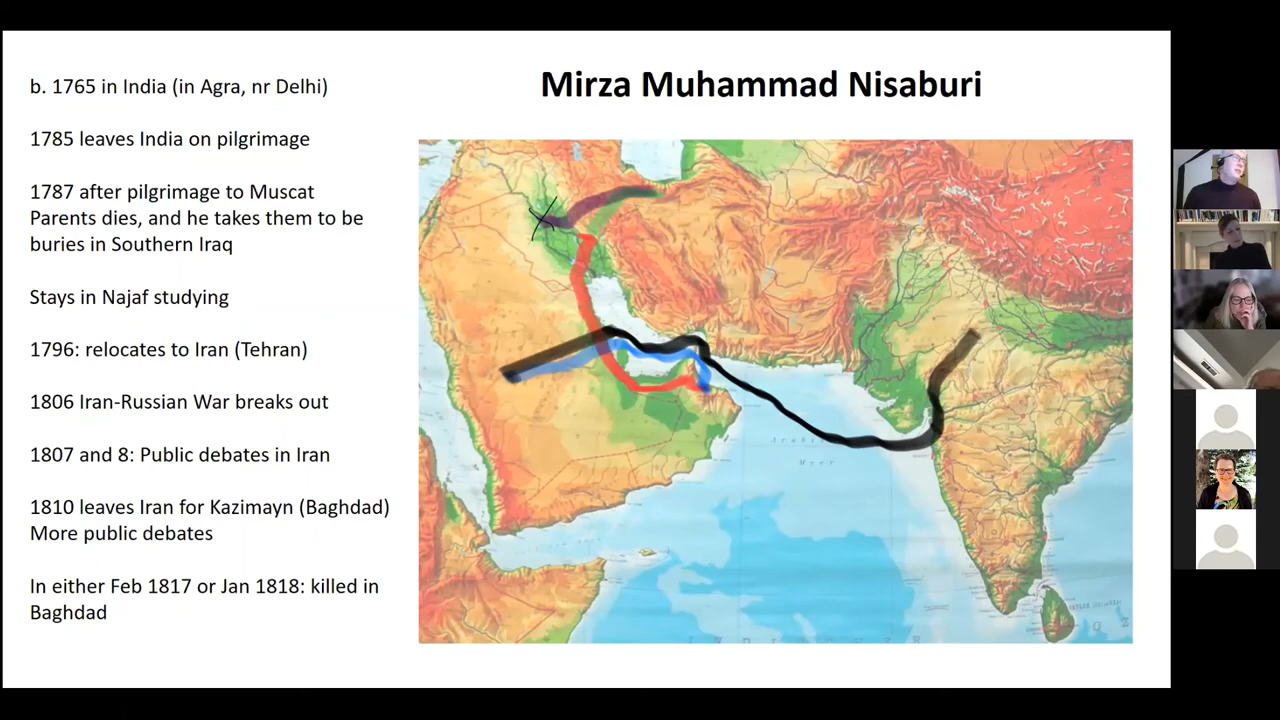 Mirza Muhammad Nisaburi
b. 1765 in India (in Agra, nr Delhi)
1785 leaves India on pilgrimage
1787 after pilgrimage to Muscat
Parents dies, and he takes them to be
buries in Southern Iraq
Stays in Najaf studying
1796: relocates to Iran (Tehran)
1806 Iran-Russian War breaks out
1807 and 8: Public debates in Iran
1810 leaves Iran for Kazimayn (Baghdad)
More public debates
In either Feb 1817 or Jan 1818: killed in
Baghdad